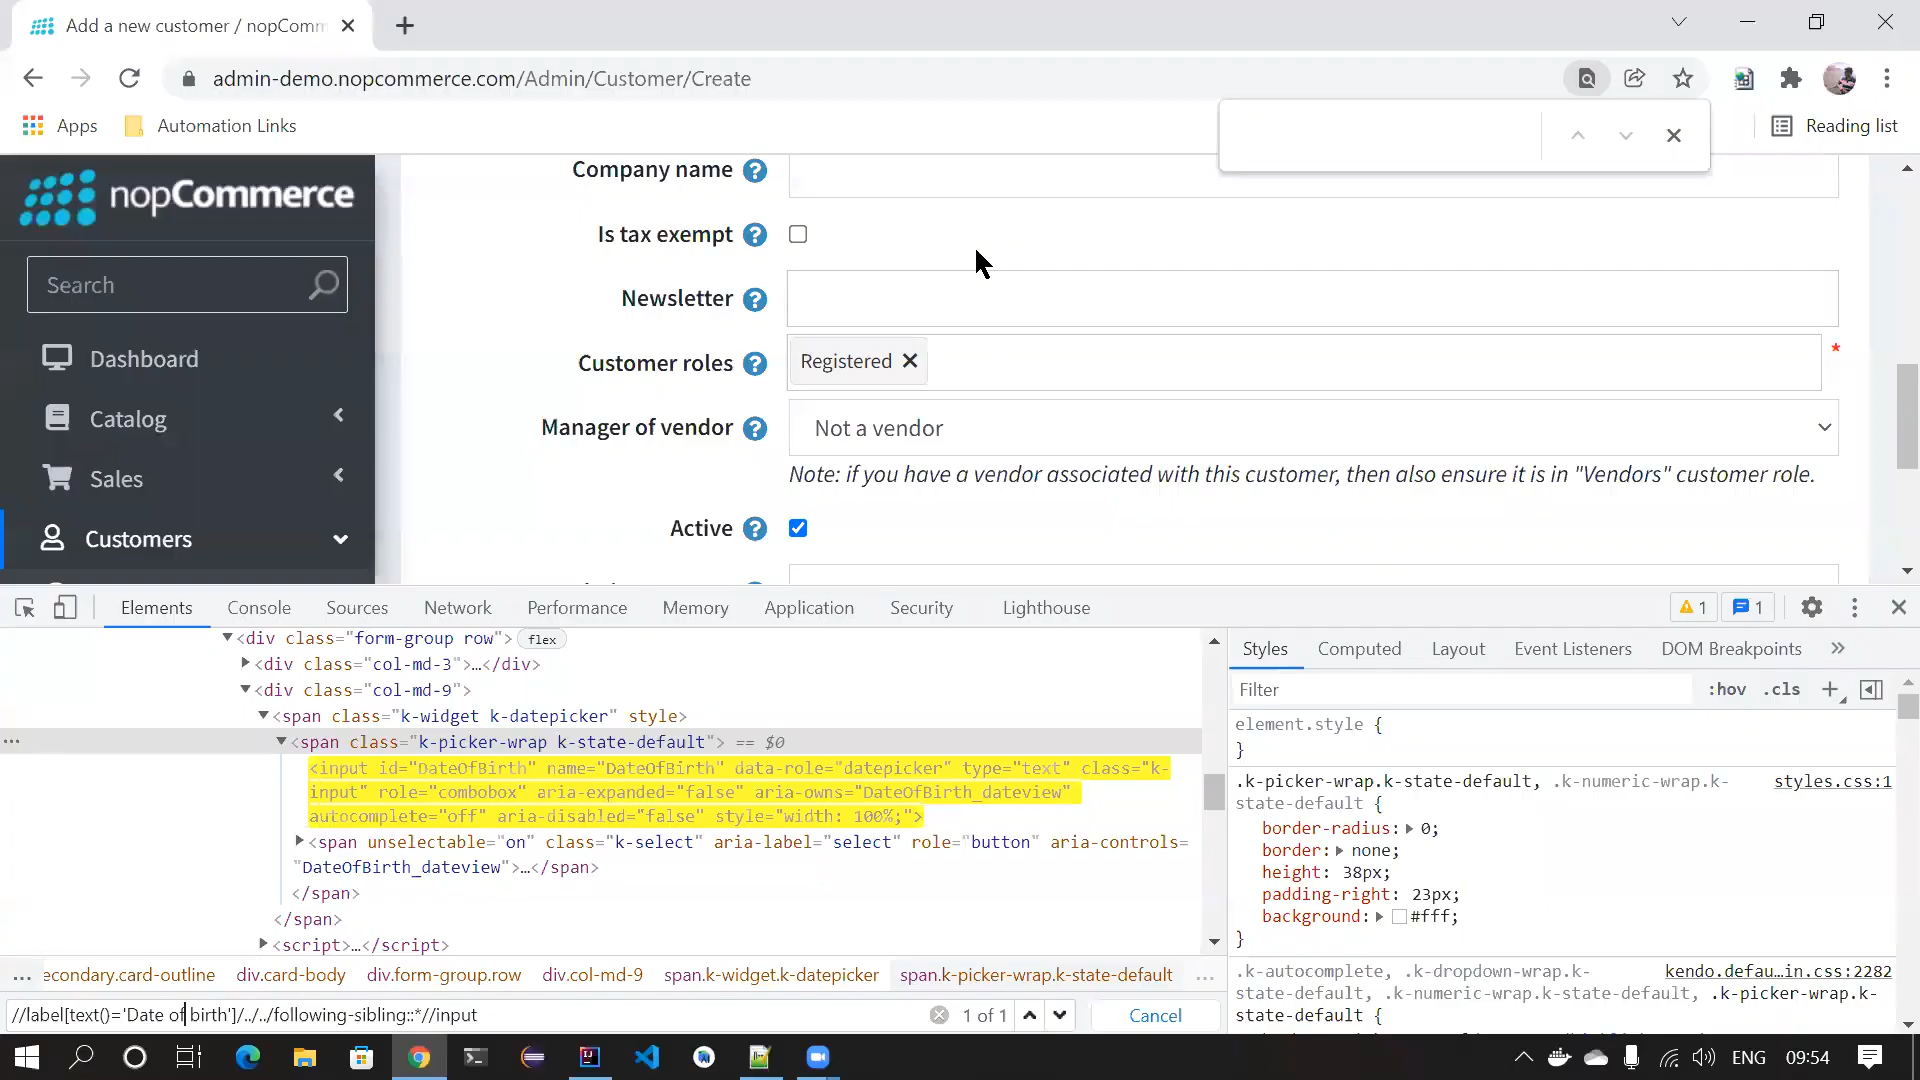 Add a new customer / nopComm
admin-demo.nopcommerce.com/Admin/Customer/Create
Apps
Automation Links
Reading list
nopCommerce
Search
Dashboard
Catalog
Sales
Customers
Company name
Is tax exempt
Newsletter
Customer roles
Registered
*
Manager of vendor
Not a vendor
Note: if you have a vendor associated with this customer, then also ensure it is in "Vendors" customer role.
Active
Elements Console Sources Network Performance Memory Application Security Lighthouse
1 1
<div class="form-group row"> flex
<div class="col-md-3">…</div>
<div class="col-md-9">
<span class="k-widget k-datepicker" style>
<span class="k-picker-wrap k-state-default"> == $0
<input id="DateOfBirth" name="DateOfBirth" data-role="datepicker" type="text" class="k-
input" role="combobox" aria-expanded="false" aria-owns="DateOfBirth_dateview"
autocomplete="off" aria-disabled="false" style="width: 100%;">
<span unselectable="on" class="k-select" aria-label="select" role="button" aria-controls=
"DateOfBirth_dateview">…</span>
</span>
</span>
<script>…</script>
... econdary.card-outline div.card-body div.form-group.row div.col-md-9 span.k-widget.k-datepicker span.k-picker-wrap.k-state-default ...
//label[text()='Date of birth']/../../following-sibling::*//input
1 of 1
Cancel
Styles Computed Layout Event Listeners DOM Breakpoints
Filter
:hov .cls
element.style {
}
.k-picker-wrap.k-state-default, .k-numeric-wrap.k- styles.css:1
state-default {
border-radius: 0;
border: none;
height: 38px;
padding-right: 23px;
background: #fff;
}
.k-autocomplete, .k-dropdown-wrap.k- kendo.defau…in.css:2282
state-default, .k-numeric-wrap.k-state-default, .k-picker-wrap.k-
state-default {
ENG 09:54